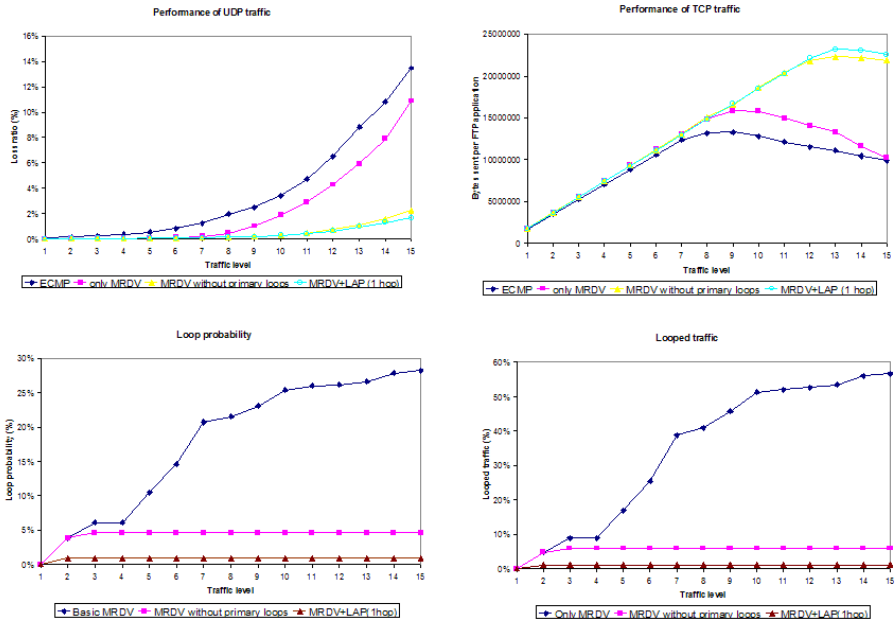 Performance of UDP traffic
16%
14%
12%
10%
8%
6%
4%
2%
0%
Loss ratio (%)
1 2 3 4 5 6 7 8 9 10 11 12 13 14 15
Traffic level
ECMP only MRDV MRDV without primary loops MRDV+LAP (1 hop)
Performance of TCP traffic
25000000
20000000
15000000
10000000
5000000
0
Bytes sent per FTP application
1 2 3 4 5 6 7 8 9 10 11 12 13 14 15
Traffic level
ECMP only MRDV MRDV without primary loops MRDV+LAP (1 hop)
Loop probability
30%
25%
20%
15%
10%
5%
0%
Loop probability (%)
1 2 3 4 5 6 7 8 9 10 11 12 13 14 15
Traffic level
Basic MRDV MRDV without primary loops MRDV+LAP(1hop)
Looped traffic
60%
50%
40%
30%
20%
10%
0%
Looped traffic (%)
1 2 3 4 5 6 7 8 9 10 11 12 13 14 15
Traffic level
Only MRDV MRDV without primary loops MRDV+LAP(1hop)